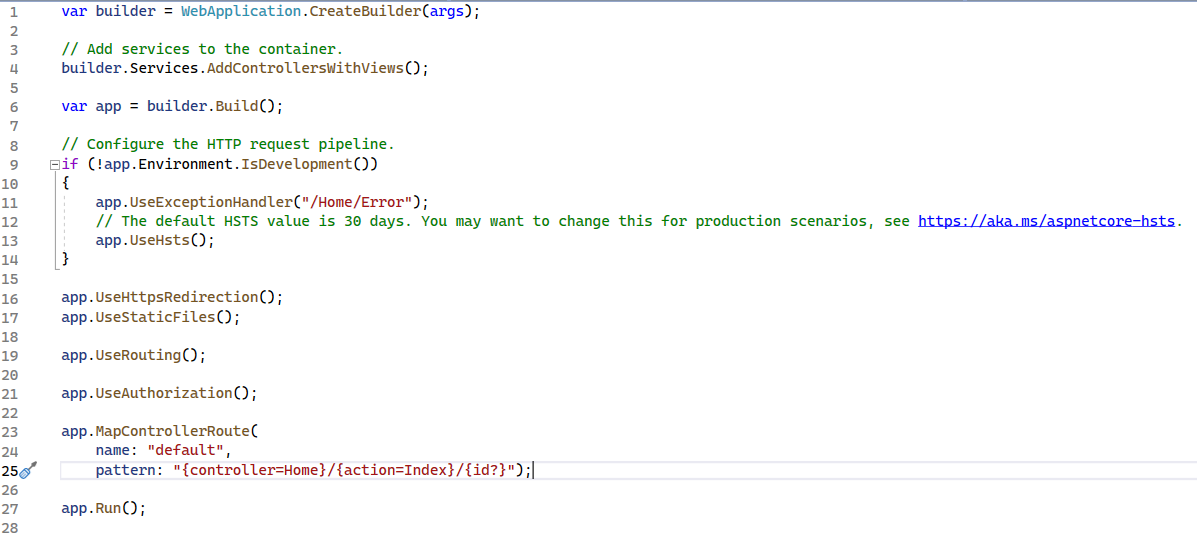 1 var builder = WebApplication.CreateBuilder(args);
2
3 // Add services to the container.
4 builder.Services.AddControllersWithViews();
5
6 var app = builder.Build();
7
8 // Configure the HTTP request pipeline.
9 if (!app.Environment.IsDevelopment())
10 {
11     app.UseExceptionHandler("/Home/Error");
12     // The default HSTS value is 30 days. You may want to change this for production scenarios, see https://aka.ms/aspnetcore-hsts.
13     app.UseHsts();
14 }
15
16 app.UseHttpsRedirection();
17 app.UseStaticFiles();
18
19 app.UseRouting();
20
21 app.UseAuthorization();
22
23 app.MapControllerRoute(
24     name: "default",
25     pattern: "{controller=Home}/{action=Index}/{id?}");
26
27 app.Run();
28